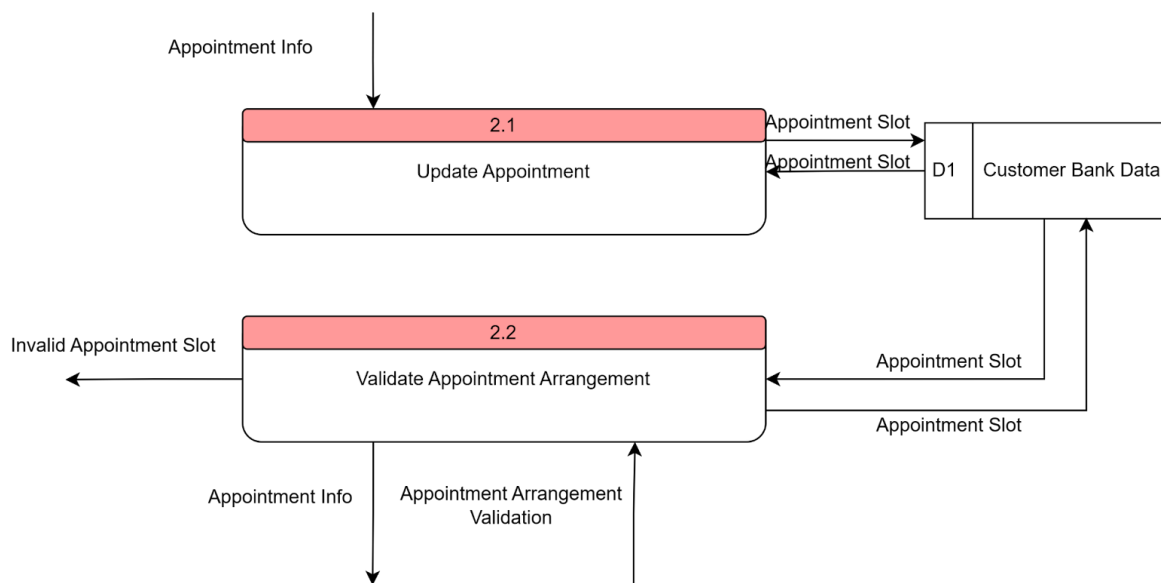 Appointment Info
2.1
Update Appointment
Appointment Slot
Appointment Slot
D1
Customer Bank Data
2.2
Validate Appointment Arrangement
Invalid Appointment Slot
Appointment Slot
Appointment Slot
Appointment Info
Appointment Arrangement
Validation